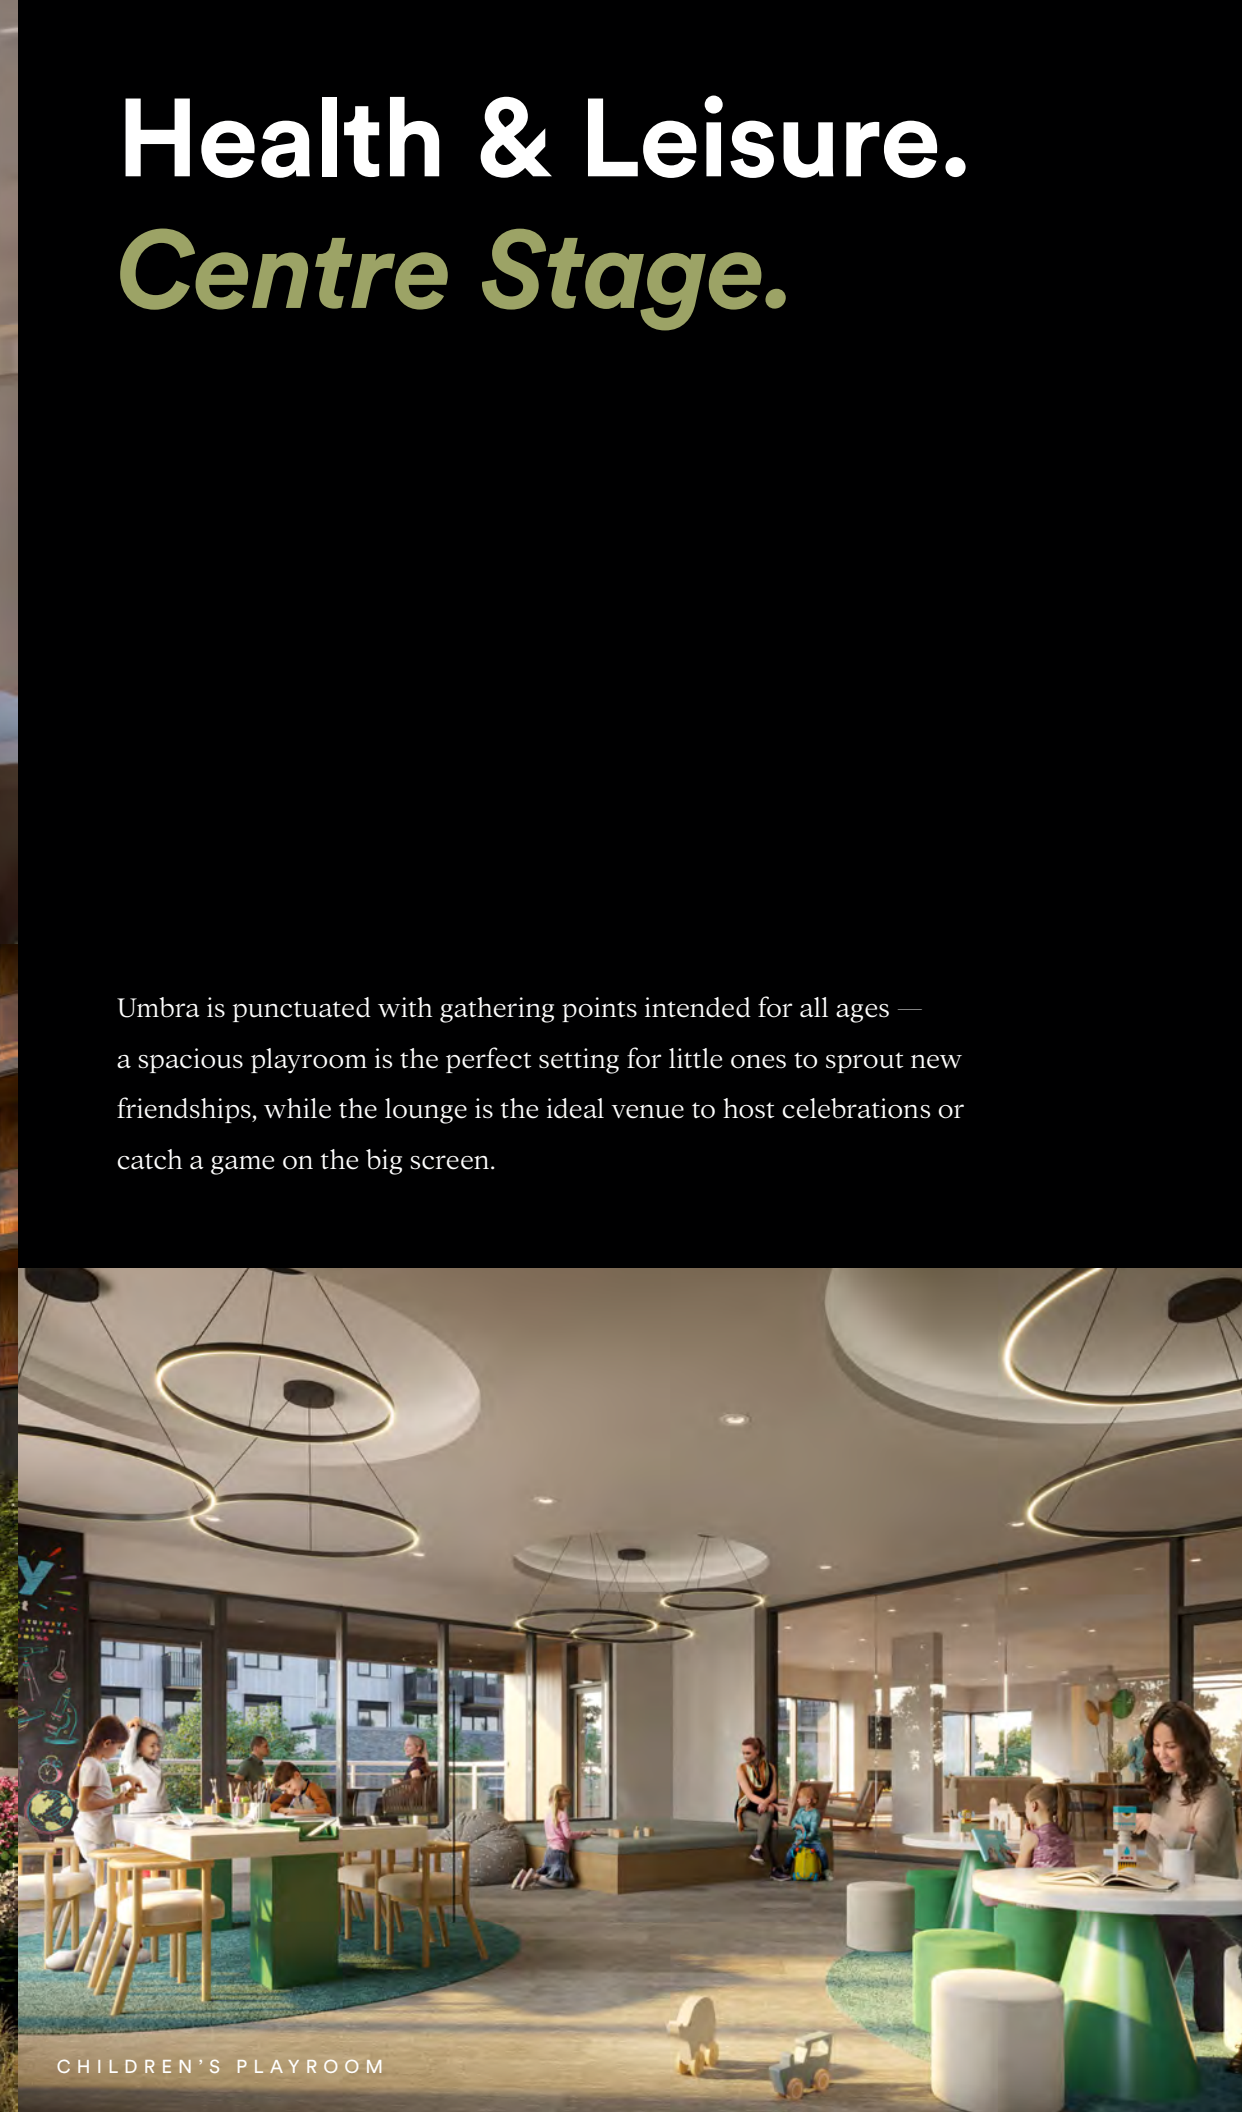 Health & Leisure.
Centre Stage.
Umbra is punctuated with gathering points intended for all ages —
a spacious playroom is the perfect setting for little ones to sprout new
friendships, while the lounge is the ideal venue to host celebrations or
catch a game on the big screen.
CHILDREN’S PLAYROOM